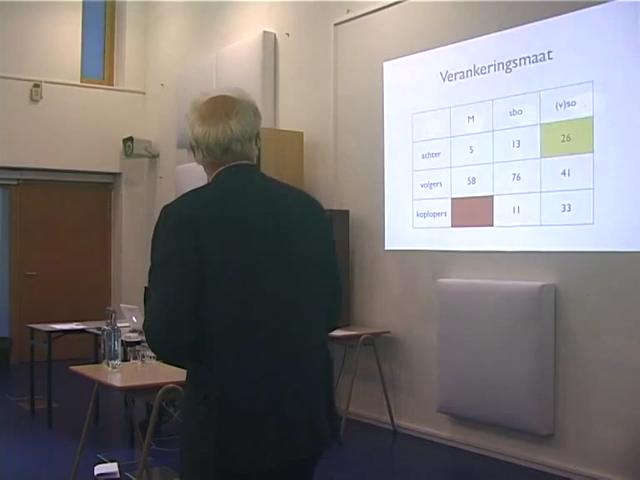 Verankeringsmaat
M sbo (v)so
achter 5 13 26
volgers 58 76 41
koplopers 11 33